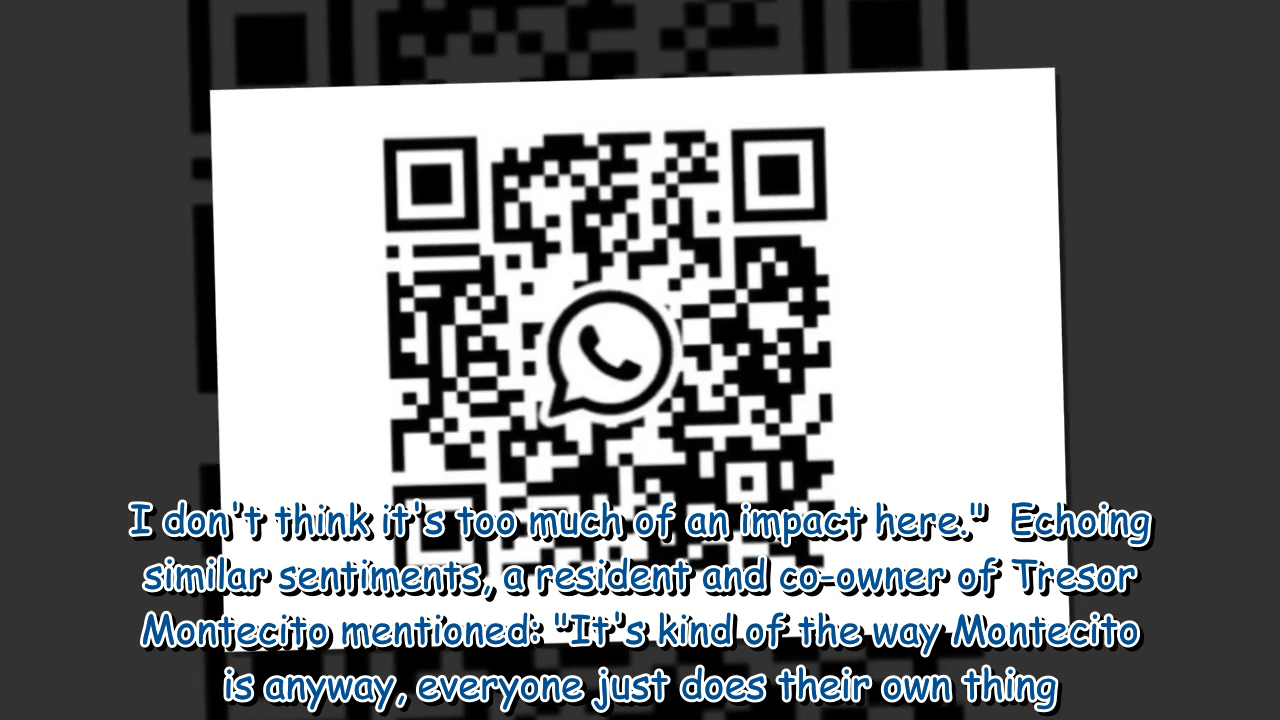 I don't think it's too much of an impact here."  Echoing
similar sentiments, a resident and co-owner of Tresor
Montecito mentioned: "It's kind of the way Montecito
is anyway, everyone just does their own thing